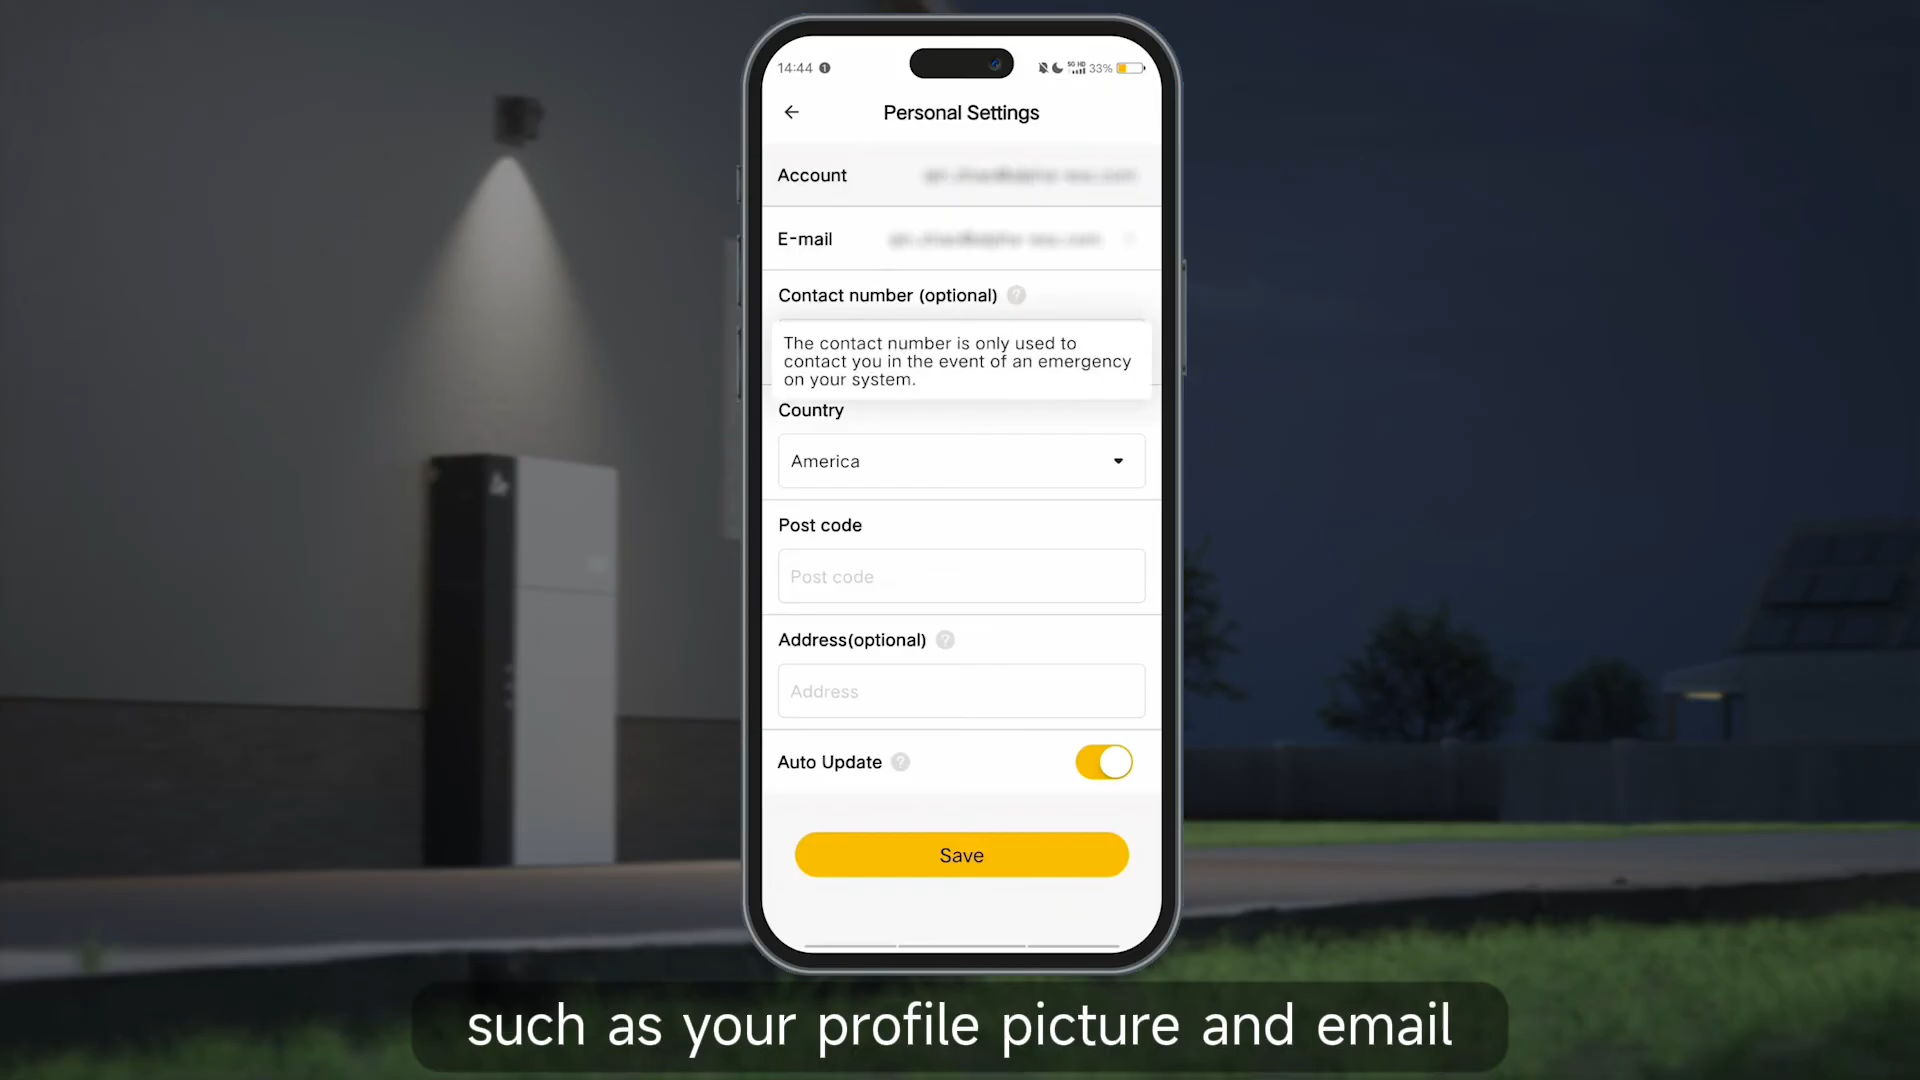 14:44
5G HD
33%
Personal Settings
Account
E-mail
Contact number (optional) ?
The contact number is only used to
contact you in the event of an emergency
on your system.
Country
America
Post code
Post code
Address(optional) ?
Address
Auto Update ?
Save
such as your profile picture and email